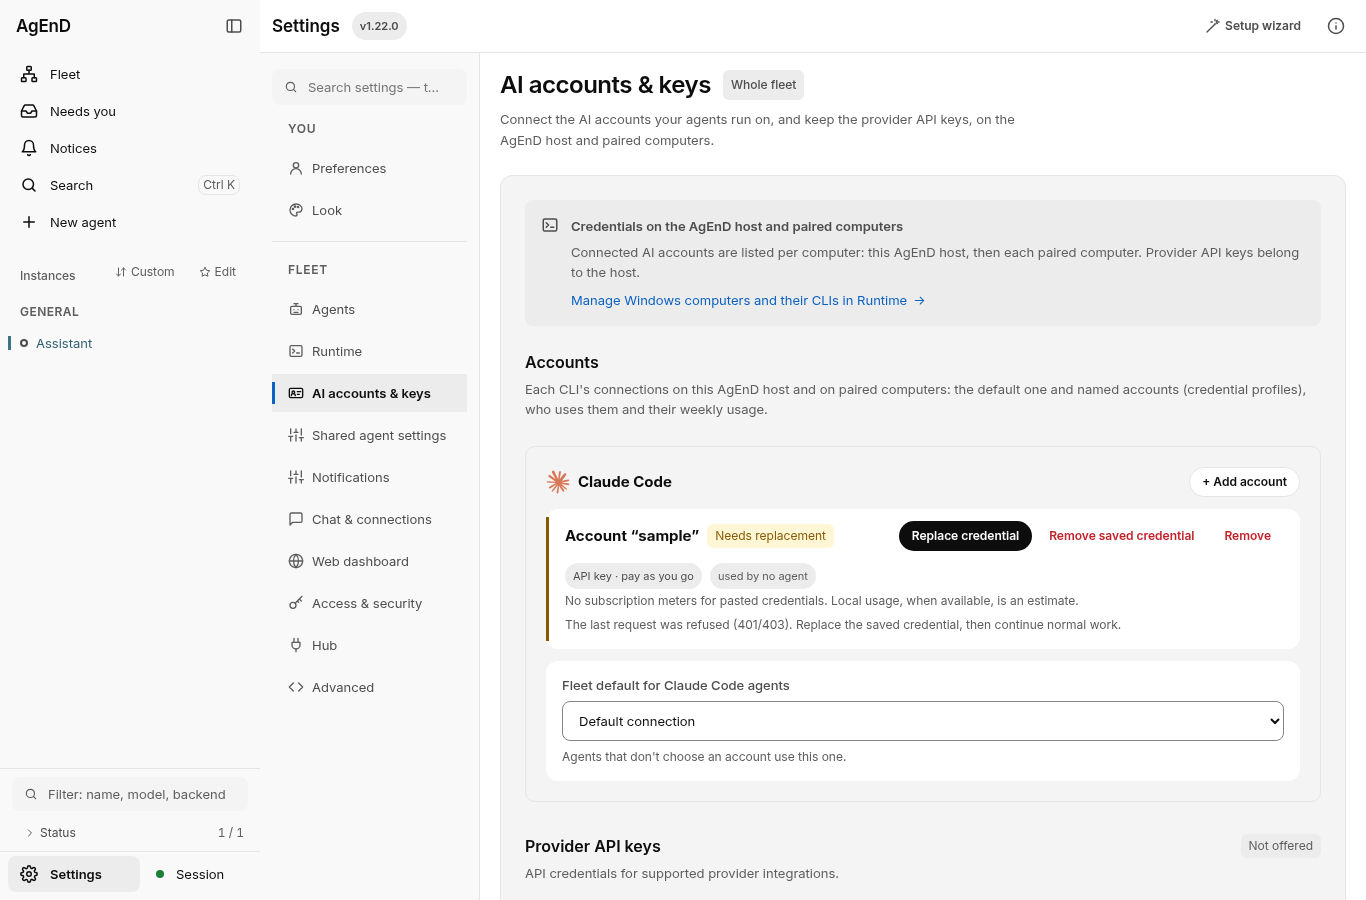 AgEnD
Fleet
Needs you
Notices
Search
Ctrl K
New agent
Instances
Custom
Edit
GENERAL
Assistant
Filter: name, model, backend
Status
1 / 1
Settings
Session
Settings
v1.22.0
Setup wizard
Search settings — t...
YOU
Preferences
Look
FLEET
Agents
Runtime
AI accounts & keys
Shared agent settings
Notifications
Chat & connections
Web dashboard
Access & security
Hub
Advanced
AI accounts & keys
Whole fleet
Connect the AI accounts your agents run on, and keep the provider API keys, on the
AgEnD host and paired computers.
Credentials on the AgEnD host and paired computers
Connected AI accounts are listed per computer: this AgEnD host, then each paired computer. Provider API keys belong
to the host.
Manage Windows computers and their CLIs in Runtime →
Accounts
Each CLI's connections on this AgEnD host and on paired computers: the default one and named accounts (credential profiles),
who uses them and their weekly usage.
Claude Code
+ Add account
Account “sample”
Needs replacement
Replace credential
Remove saved credential
Remove
API key · pay as you go
used by no agent
No subscription meters for pasted credentials. Local usage, when available, is an estimate.
The last request was refused (401/403). Replace the saved credential, then continue normal work.
Fleet default for Claude Code agents
Default connection
Agents that don't choose an account use this one.
Provider API keys
Not offered
API credentials for supported provider integrations.